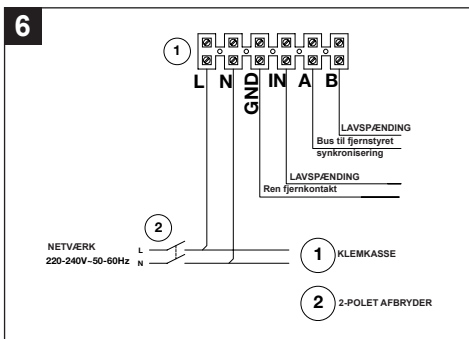 6
1
L N GND IN A B
LAVSPÆNDING
Bus til fjernstyret
synkronisering
LAVSPÆNDING
Ren fjernkontakt
2
NETVÆRK L
220-240V~50-60Hz N
1 KLEMKASSE
2 2-POLET AFBRYDER